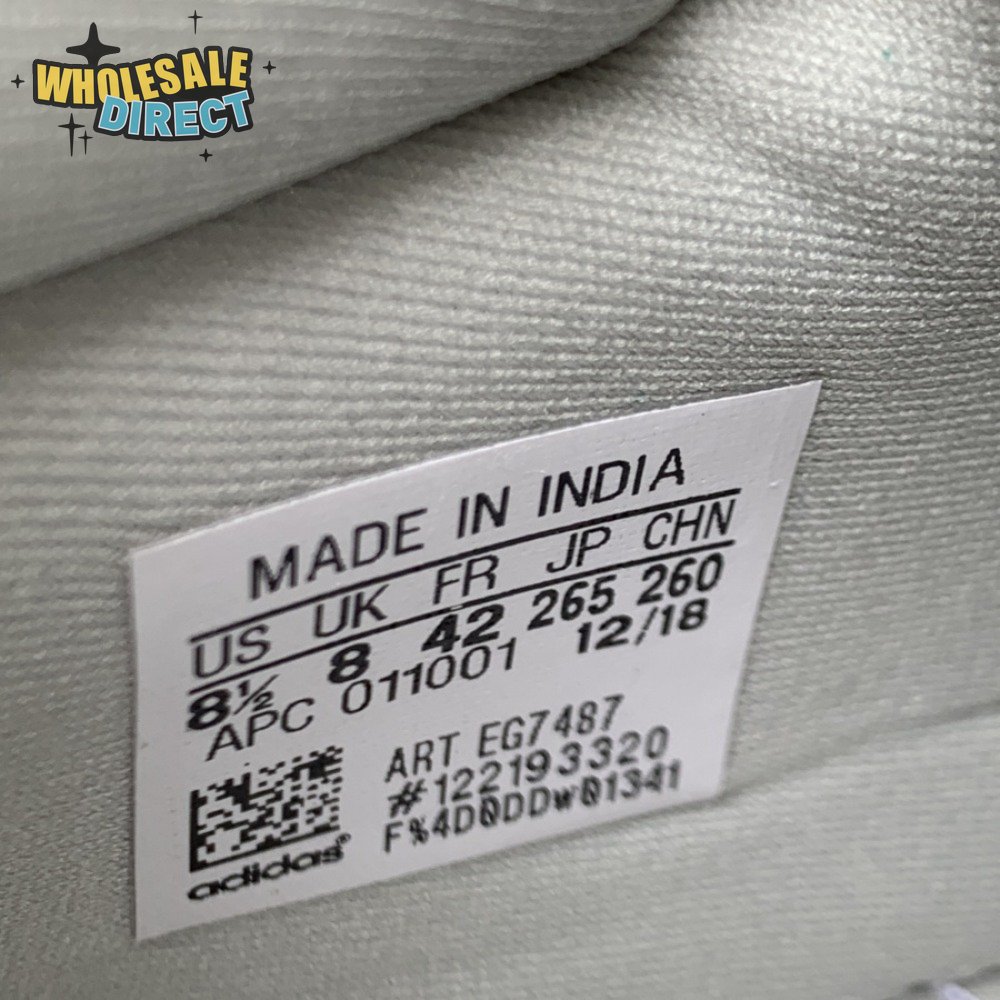 WHOLESALE
DIRECT
MADE IN INDIA
US UK FR JP CHN
8½ 8 42 265 260
APC 011001 12/18
ART EG7487
#122193320
F%4D0DDw01341
adidas®